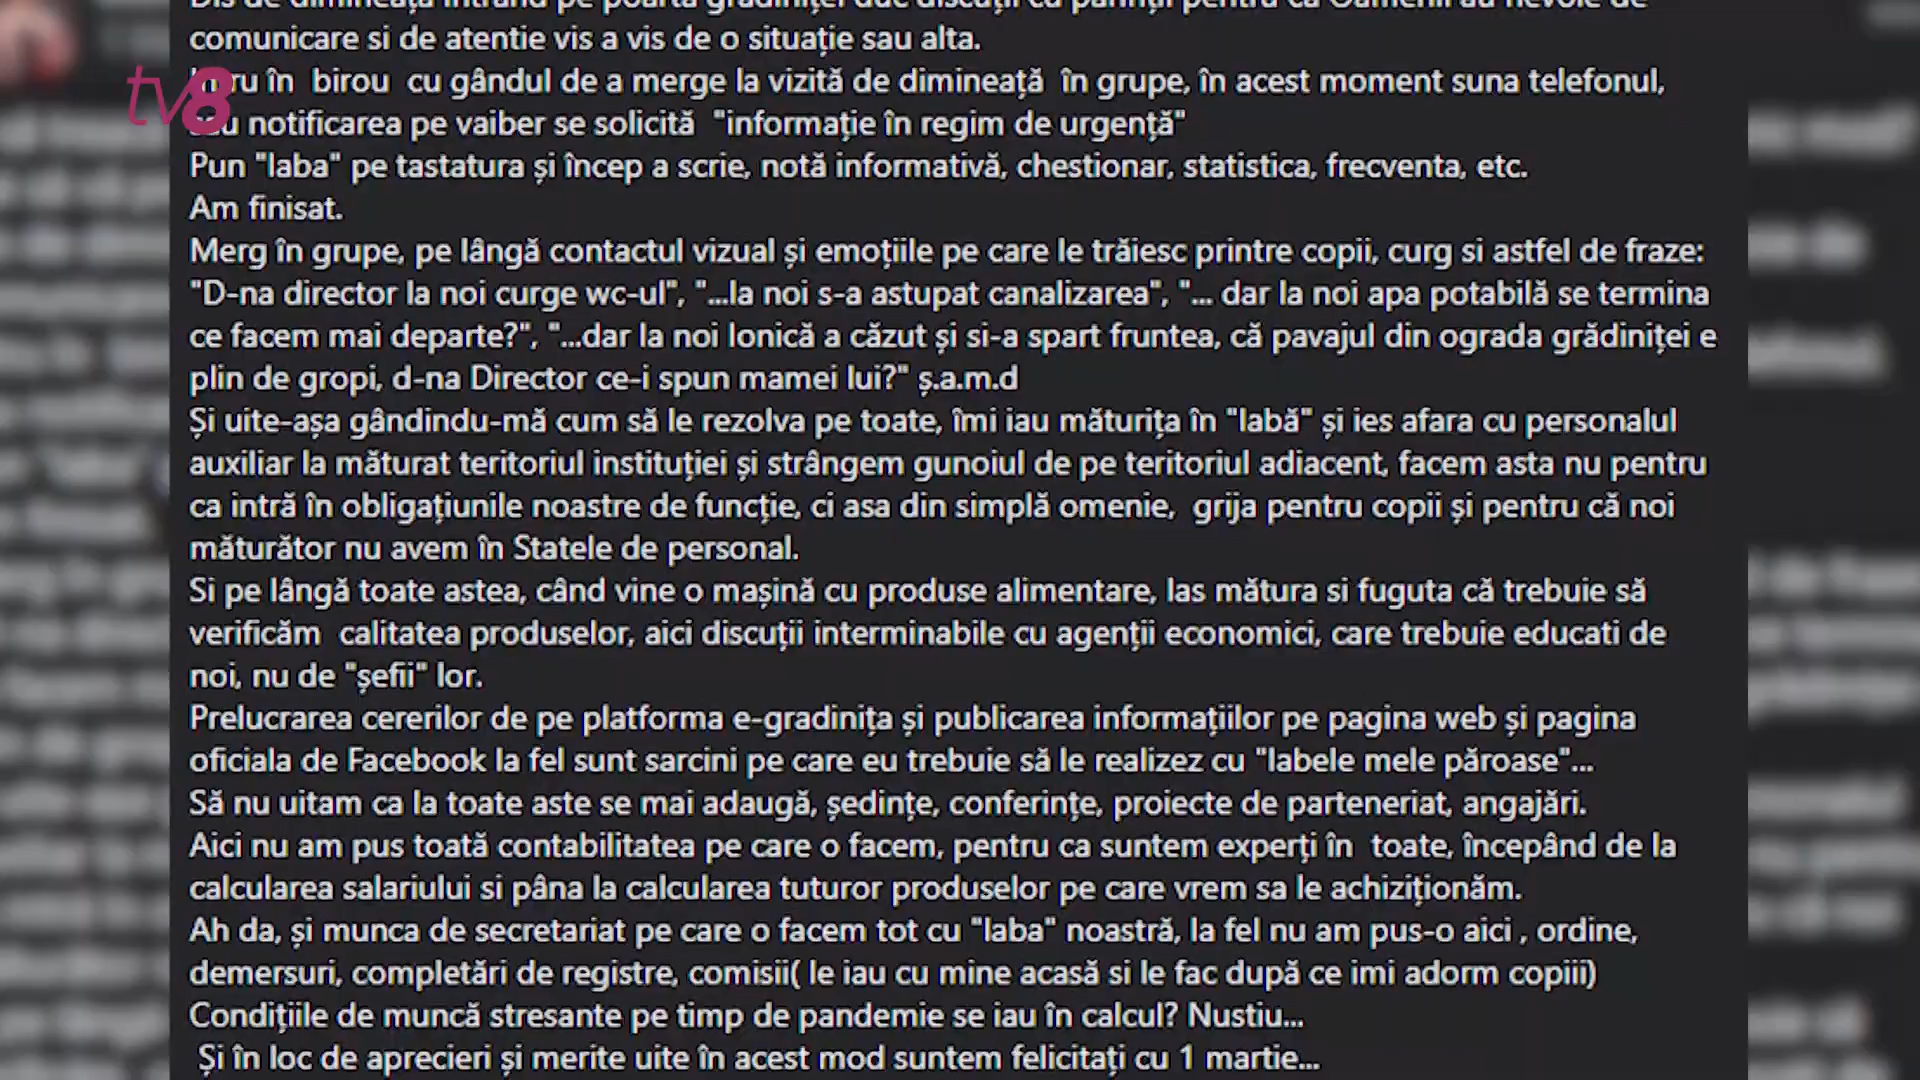 Dis de dimineața intrând pe poarta grădiniței duc discuții cu părinții pentru ca Oamenii au nevoie de
comunicare si de atentie vis a vis de o situație sau alta.
tv8
Intru în birou cu gândul de a merge la vizită de dimineață în grupe, în acest moment suna telefonul,
sau notificarea pe vaiber se solicită "informație în regim de urgență"
Pun "laba" pe tastatura și încep a scrie, notă informativă, chestionar, statistica, frecventa, etc.
Am finisat.
Merg în grupe, pe lângă contactul vizual și emoțiile pe care le trăiesc printre copii, curg si astfel de fraze:
"D-na director la noi curge wc-ul", "...la noi s-a astupat canalizarea", "... dar la noi apa potabilă se termina
ce facem mai departe?", "...dar la noi Ionică a căzut și si-a spart fruntea, că pavajul din ograda grădiniței e
plin de gropi, d-na Director ce-i spun mamei lui?" ș.a.m.d
Și uite-așa gândindu-mă cum să le rezolva pe toate, îmi iau măturița în "labă" și ies afara cu personalul
auxiliar la măturat teritoriul instituției și strângem gunoiul de pe teritoriul adiacent, facem asta nu pentru
ca intră în obligațiunile noastre de funcție, ci asa din simplă omenie, grija pentru copii și pentru că noi
măturător nu avem în Statele de personal.
Si pe lângă toate astea, când vine o mașină cu produse alimentare, las mătura si fuguta că trebuie să
verificăm calitatea produselor, aici discuții interminabile cu agenții economici, care trebuie educati de
noi, nu de "șefii" lor.
Prelucrarea cererilor de pe platforma e-gradinița și publicarea informațiilor pe pagina web și pagina
oficiala de Facebook la fel sunt sarcini pe care eu trebuie să le realizez cu "labele mele păroase"...
Să nu uitam ca la toate aste se mai adaugă, ședințe, conferințe, proiecte de parteneriat, angajări.
Aici nu am pus toată contabilitatea pe care o facem, pentru ca suntem experți în toate, începând de la
calcularea salariului si pâna la calcularea tuturor produselor pe care vrem sa le achiziționăm.
Ah da, și munca de secretariat pe care o facem tot cu "laba" noastră, la fel nu am pus-o aici , ordine,
demersuri, completări de registre, comisii( le iau cu mine acasă si le fac după ce imi adorm copiii)
Condițiile de muncă stresante pe timp de pandemie se iau în calcul? Nustiu...
Și în loc de aprecieri și merite uite în acest mod suntem felicitați cu 1 martie...